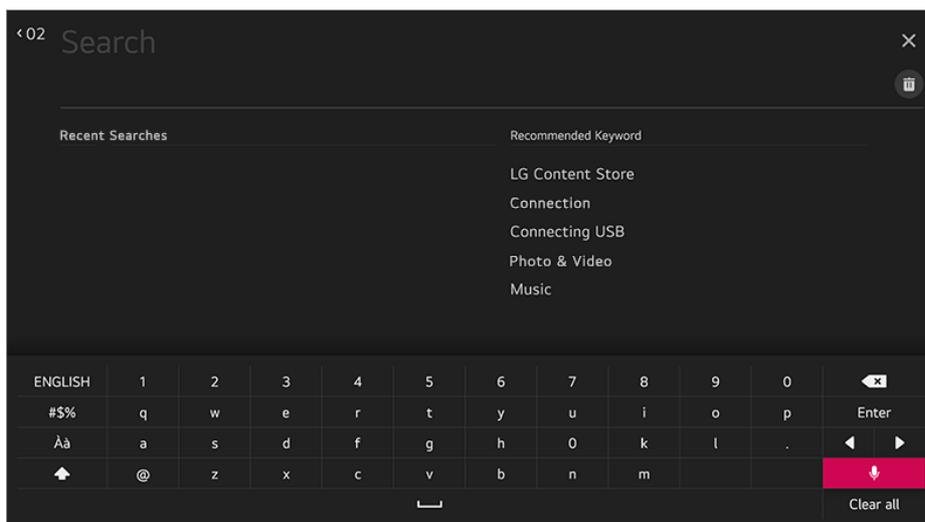 ‹02 Search
Recent Searches
Recommended Keyword
LG Content Store
Connection
Connecting USB
Photo & Video
Music
ENGLISH 1 2 3 4 5 6 7 8 9 0
#$% q w e r t y u i o p Enter
Àà a s d f g h 0 k l .
@ z x c v b n m
Clear all